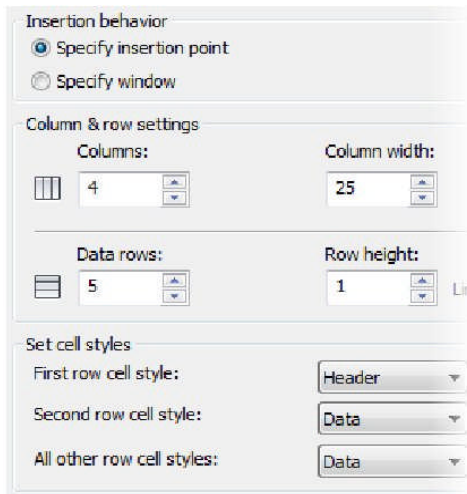 Insertion behavior
Specify insertion point
Specify window
Column & row settings
Columns: Column width:
4 25
Data rows: Row height:
5 1
Set cell styles
First row cell style: Header
Second row cell style: Data
All other row cell styles: Data